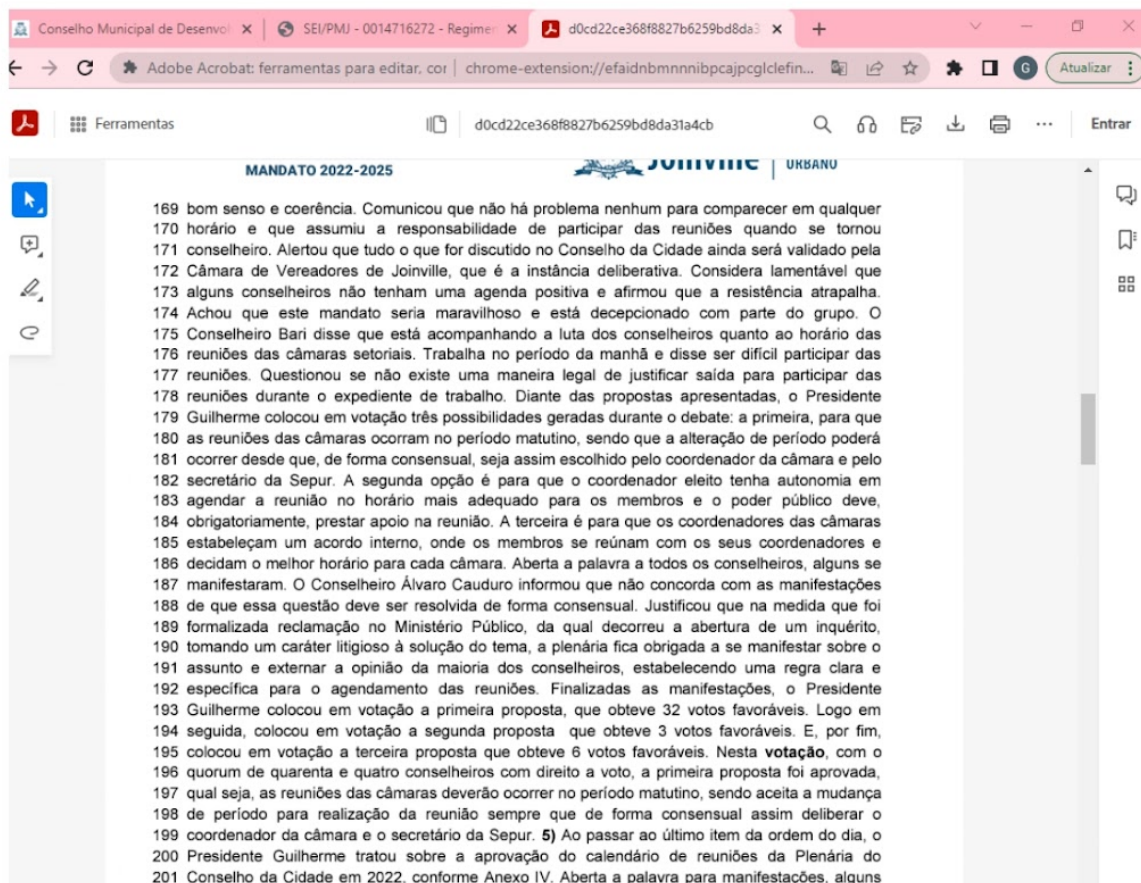 Conselho Municipal de Desenvol
SEI/PMJ - 0014716272 - Regimen
d0cd22ce368f8827b6259bd8da3
Adobe Acrobat: ferramentas para editar, cor | chrome-extension://efaidnbmnnnibpcajpcglclefin...
G
Atualizar
Ferramentas
d0cd22ce368f8827b6259bd8da31a4cb
Entrar
MANDATO 2022-2025
Joinville
URBANO
169 bom senso e coerência. Comunicou que não há problema nenhum para comparecer em qualquer
170 horário e que assumiu a responsabilidade de participar das reuniões quando se tornou
171 conselheiro. Alertou que tudo o que for discutido no Conselho da Cidade ainda será validado pela
172 Câmara de Vereadores de Joinville, que é a instância deliberativa. Considera lamentável que
173 alguns conselheiros não tenham uma agenda positiva e afirmou que a resistência atrapalha.
174 Achou que este mandato seria maravilhoso e está decepcionado com parte do grupo. O
175 Conselheiro Bari disse que está acompanhando a luta dos conselheiros quanto ao horário das
176 reuniões das câmaras setoriais. Trabalha no período da manhã e disse ser difícil participar das
177 reuniões. Questionou se não existe uma maneira legal de justificar saída para participar das
178 reuniões durante o expediente de trabalho. Diante das propostas apresentadas, o Presidente
179 Guilherme colocou em votação três possibilidades geradas durante o debate: a primeira, para que
180 as reuniões das câmaras ocorram no período matutino, sendo que a alteração de período poderá
181 ocorrer desde que, de forma consensual, seja assim escolhido pelo coordenador da câmara e pelo
182 secretário da Sepur. A segunda opção é para que o coordenador eleito tenha autonomia em
183 agendar a reunião no horário mais adequado para os membros e o poder público deve,
184 obrigatoriamente, prestar apoio na reunião. A terceira é para que os coordenadores das câmaras
185 estabeleçam um acordo interno, onde os membros se reúnam com os seus coordenadores e
186 decidam o melhor horário para cada câmara. Aberta a palavra a todos os conselheiros, alguns se
187 manifestaram. O Conselheiro Álvaro Cauduro informou que não concorda com as manifestações
188 de que essa questão deve ser resolvida de forma consensual. Justificou que na medida que foi
189 formalizada reclamação no Ministério Público, da qual decorreu a abertura de um inquérito,
190 tomando um caráter litigioso à solução do tema, a plenária fica obrigada a se manifestar sobre o
191 assunto e externar a opinião da maioria dos conselheiros, estabelecendo uma regra clara e
192 específica para o agendamento das reuniões. Finalizadas as manifestações, o Presidente
193 Guilherme colocou em votação a primeira proposta, que obteve 32 votos favoráveis. Logo em
194 seguida, colocou em votação a segunda proposta que obteve 3 votos favoráveis. E, por fim,
195 colocou em votação a terceira proposta que obteve 6 votos favoráveis. Nesta votação, com o
196 quorum de quarenta e quatro conselheiros com direito a voto, a primeira proposta foi aprovada,
197 qual seja, as reuniões das câmaras deverão ocorrer no período matutino, sendo aceita a mudança
198 de período para realização da reunião sempre que de forma consensual assim deliberar o
199 coordenador da câmara e o secretário da Sepur. 5) Ao passar ao último item da ordem do dia, o
200 Presidente Guilherme tratou sobre a aprovação do calendário de reuniões da Plenária do
201 Conselho da Cidade em 2022, conforme Anexo IV. Aberta a palavra para manifestações, alguns